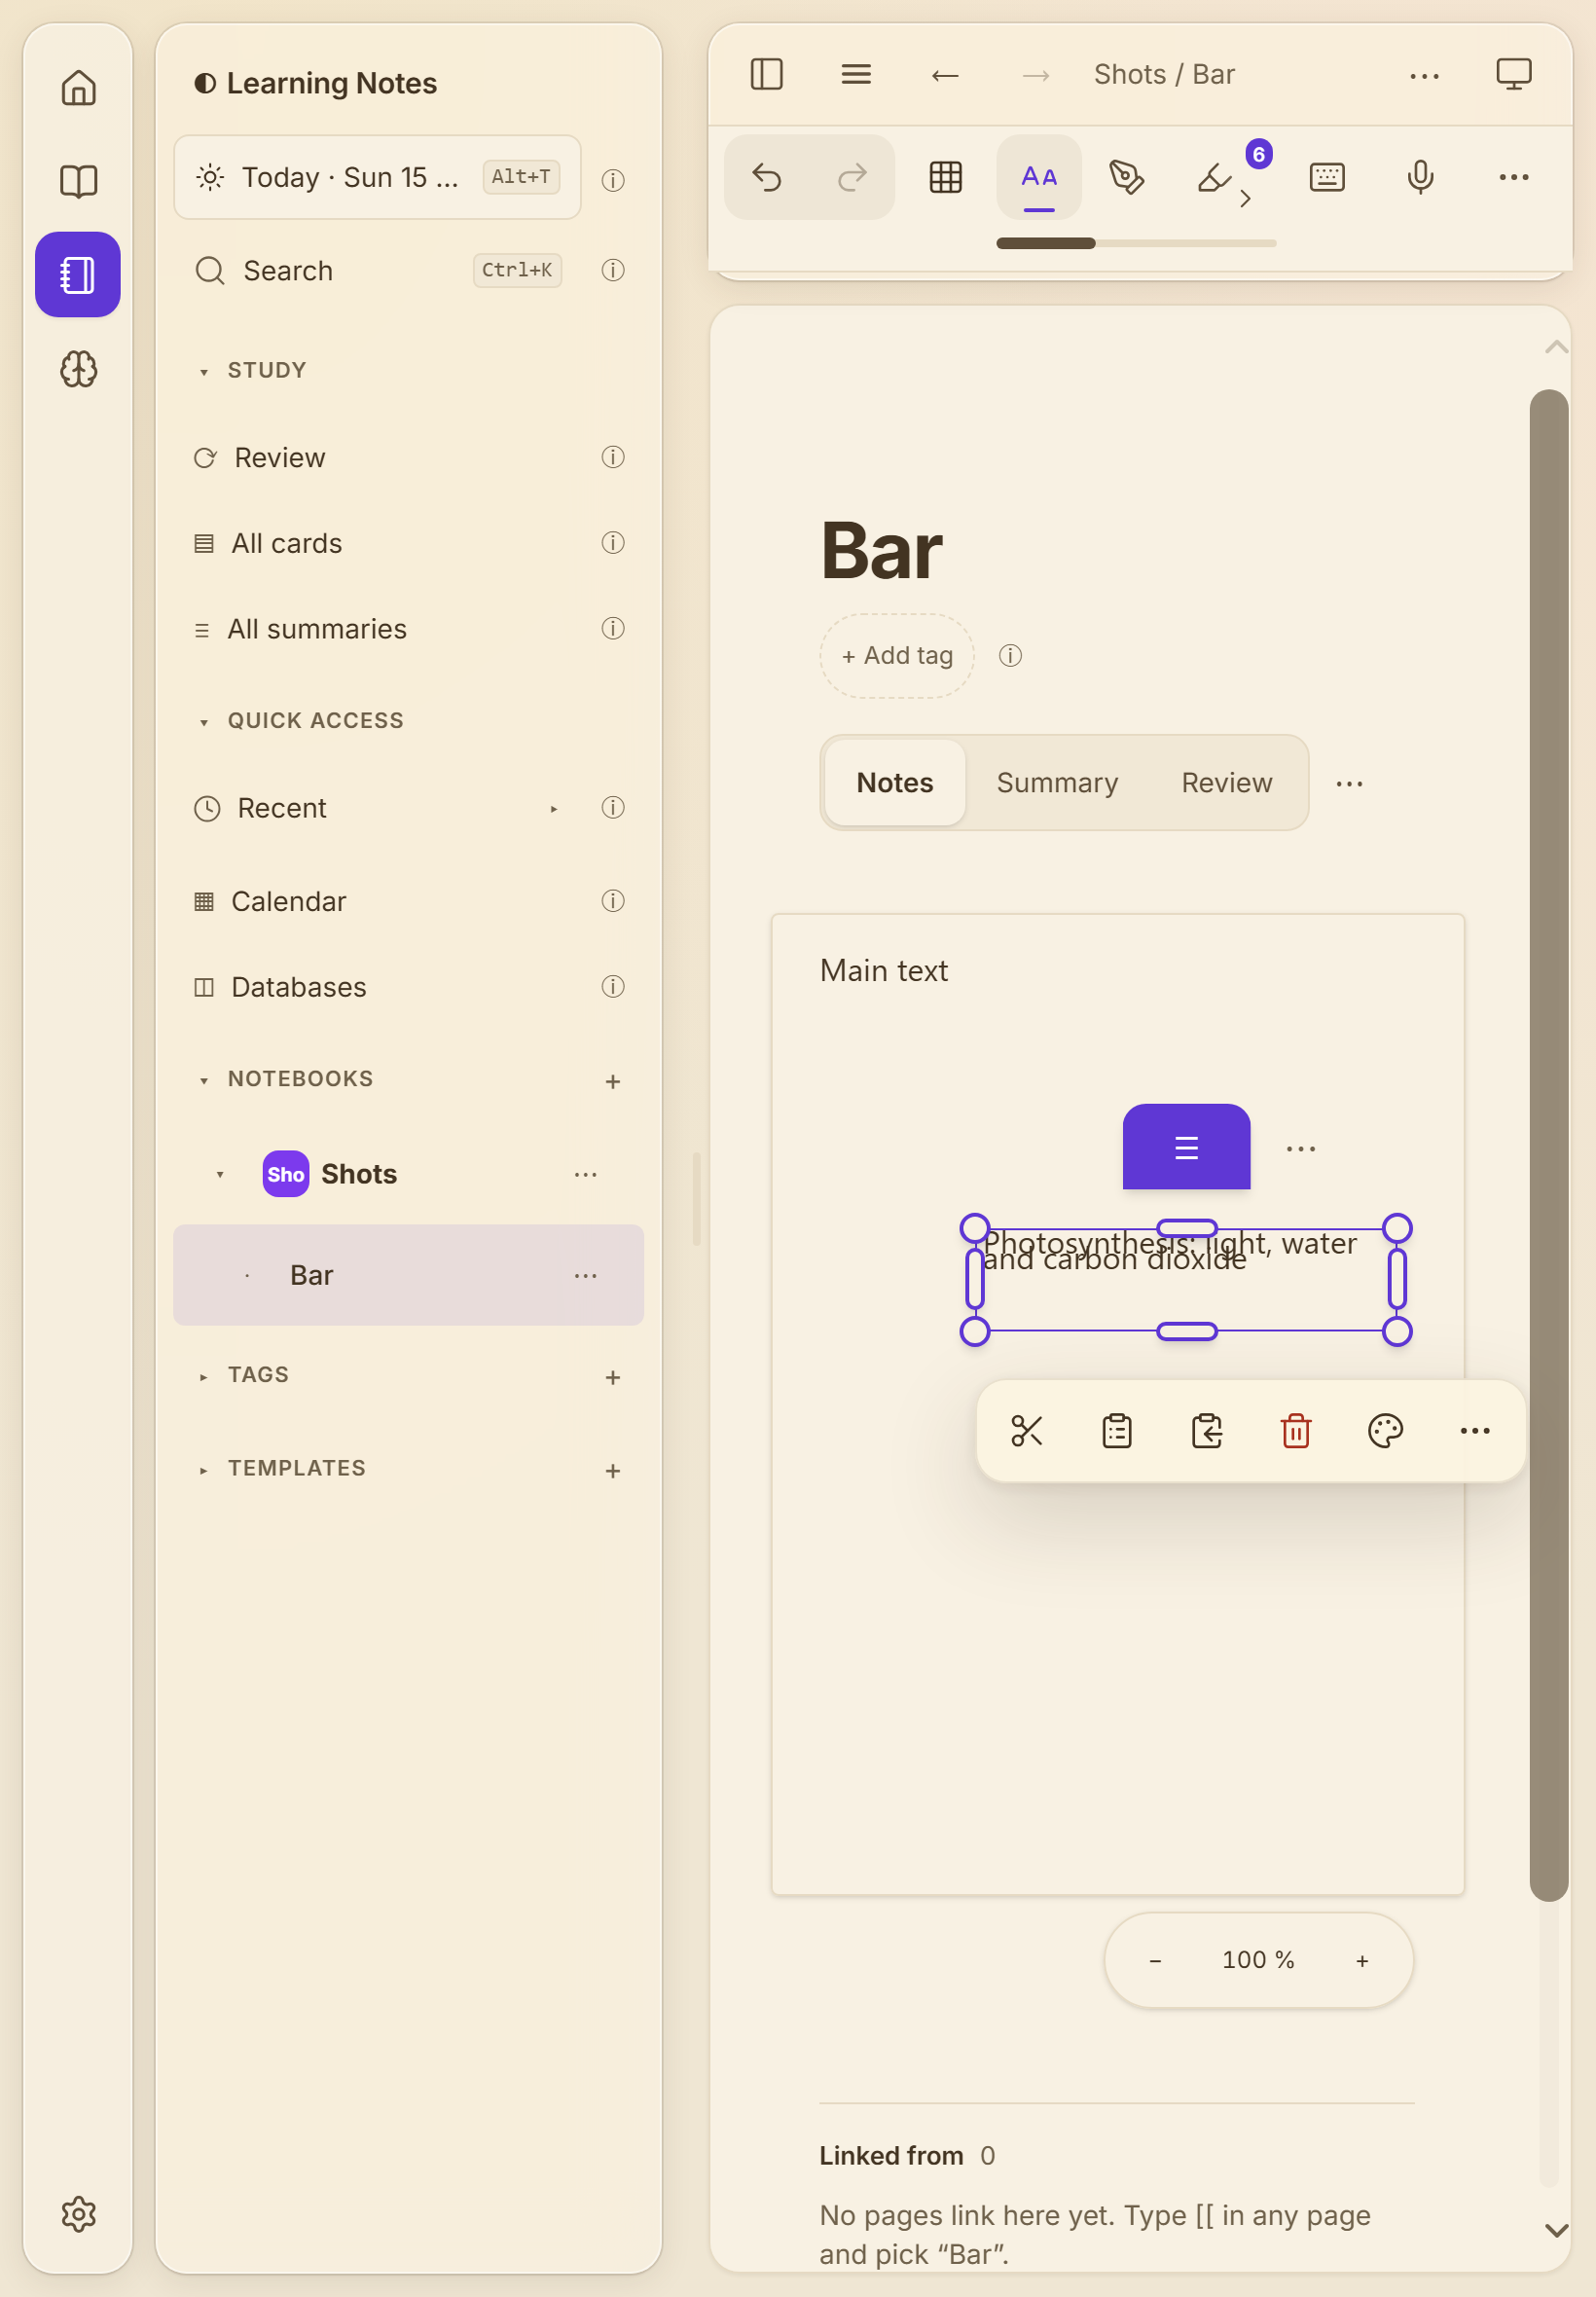 Learning Notes
Today · Sun 15 ...
Alt+T
Search
Ctrl+K
STUDY
Review
All cards
All summaries
QUICK ACCESS
Recent
Calendar
Databases
NOTEBOOKS
Sho Shots
Bar
TAGS
TEMPLATES
Shots / Bar
AA
6
Bar
+ Add tag
Notes
Summary
Review
Main text
Photosynthesis: light, water
and carbon dioxide
− 100 % +
Linked from 0
No pages link here yet. Type [[ in any page
and pick “Bar”.